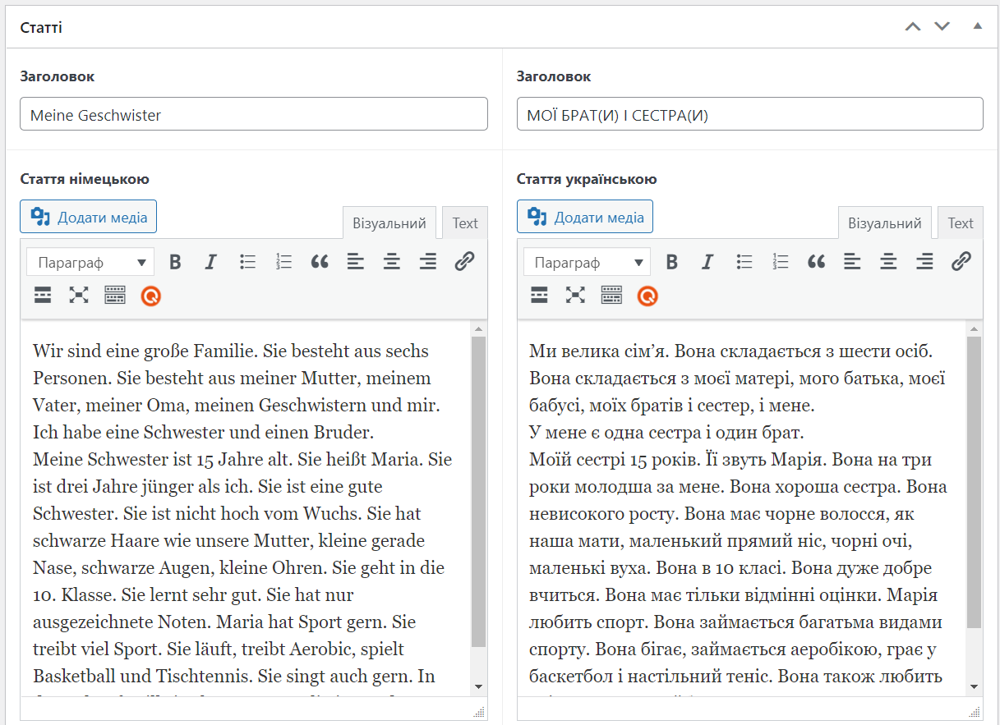 Статті
Заголовок
Meine Geschwister
Заголовок
МОЇ БРАТ(И) І СЕСТРА(И)
Стаття німецькою
Додати медіа
Візуальний
Text
Параграф
Wir sind eine große Familie. Sie besteht aus sechs
Personen. Sie besteht aus meiner Mutter, meinem
Vater, meiner Oma, meinen Geschwistern und mir.
Ich habe eine Schwester und einen Bruder.
Meine Schwester ist 15 Jahre alt. Sie heißt Maria. Sie
ist drei Jahre jünger als ich. Sie ist eine gute
Schwester. Sie ist nicht hoch vom Wuchs. Sie hat
schwarze Haare wie unsere Mutter, kleine gerade
Nase, schwarze Augen, kleine Ohren. Sie geht in die
10. Klasse. Sie lernt sehr gut. Sie hat nur
ausgezeichnete Noten. Maria hat Sport gern. Sie
treibt viel Sport. Sie läuft, treibt Aerobic, spielt
Basketball und Tischtennis. Sie singt auch gern. In
Стаття українською
Додати медіа
Візуальний
Text
Параграф
Ми велика сім’я. Вона складається з шести осіб.
Вона складається з моєї матері, мого батька, моєї
бабусі, моїх братів і сестер, і мене.
У мене є одна сестра і один брат.
Моїй сестрі 15 років. Її звуть Марія. Вона на три
роки молодша за мене. Вона хороша сестра. Вона
невисокого росту. Вона має чорне волосся, як
наша мати, маленький прямий ніс, чорні очі,
маленькі вуха. Вона в 10 класі. Вона дуже добре
вчиться. Вона має тільки відмінні оцінки. Марія
любить спорт. Вона займається багатьма видами
спорту. Вона бігає, займається аеробікою, грає у
баскетбол і настільний теніс. Вона також любить